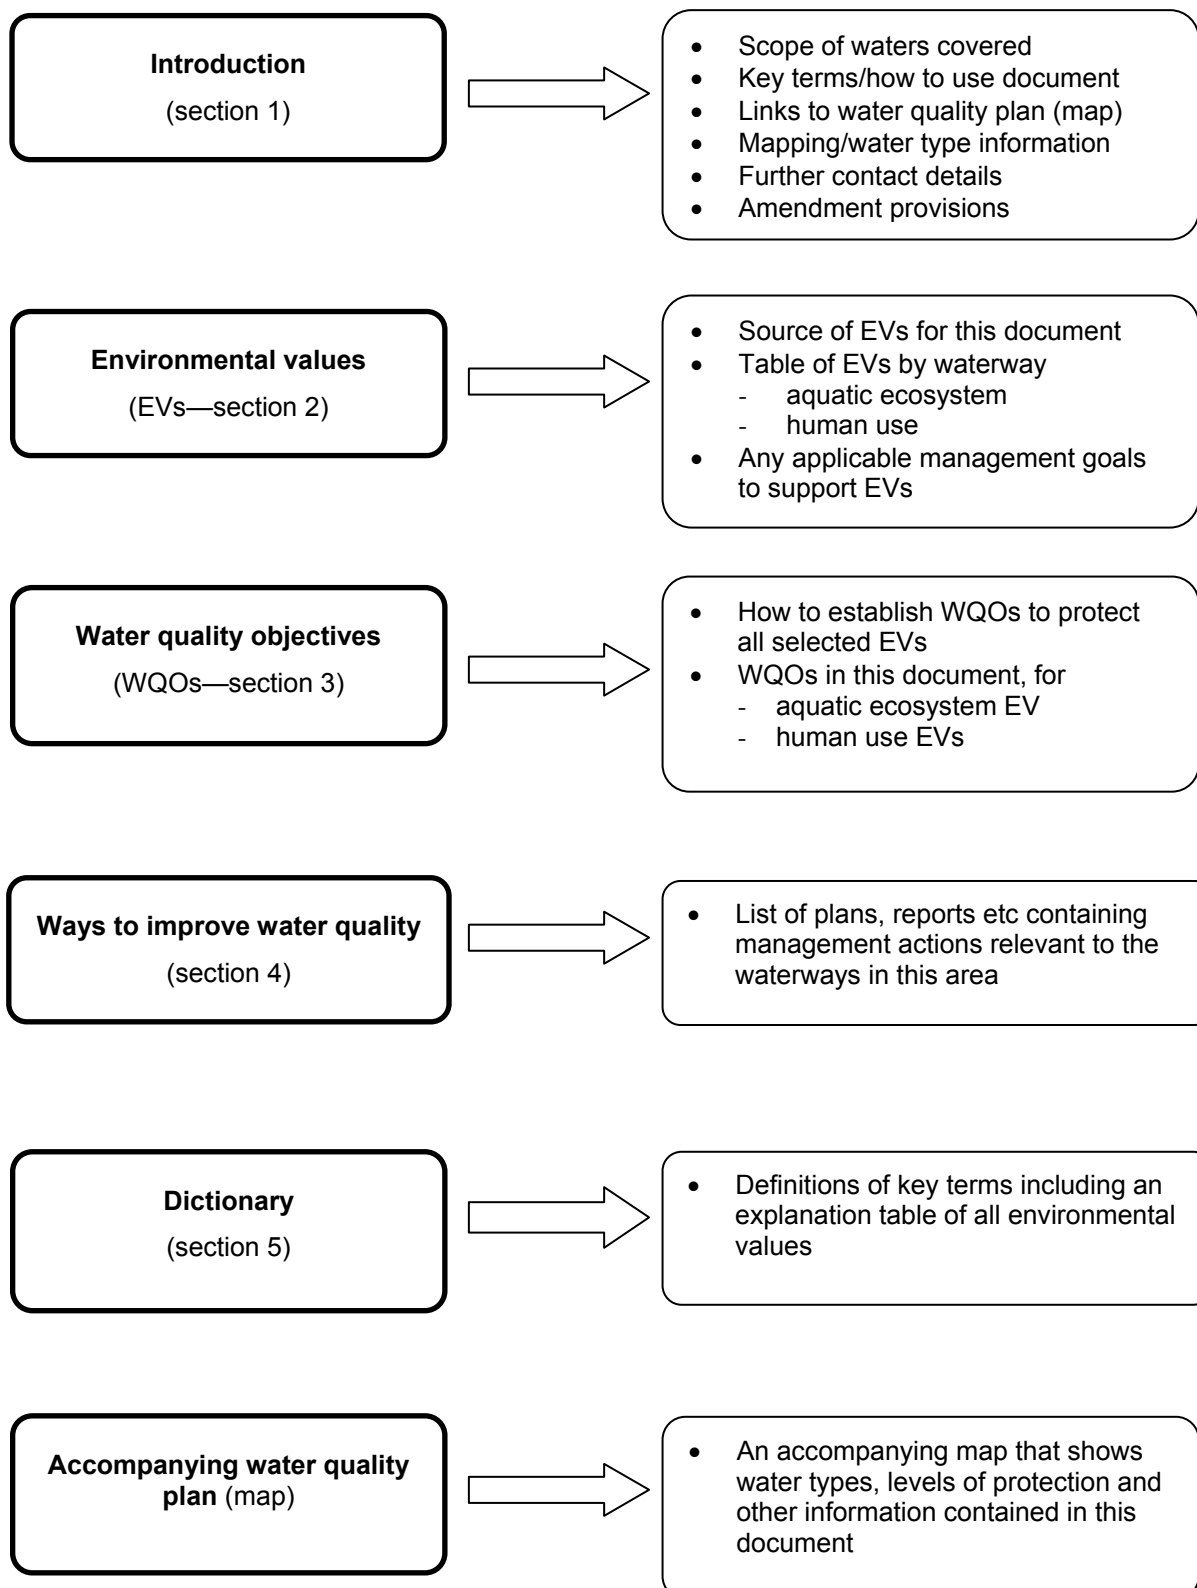 Introduction
(section 1)
• Scope of waters covered
• Key terms/how to use document
• Links to water quality plan (map)
• Mapping/water type information
• Further contact details
• Amendment provisions
Environmental values
(EVs—section 2)
• Source of EVs for this document
• Table of EVs by waterway
- aquatic ecosystem
- human use
• Any applicable management goals
to support EVs
Water quality objectives
(WQOs—section 3)
• How to establish WQOs to protect
all selected EVs
• WQOs in this document, for
- aquatic ecosystem EV
- human use EVs
Ways to improve water quality
(section 4)
• List of plans, reports etc containing
management actions relevant to the
waterways in this area
Dictionary
(section 5)
• Definitions of key terms including an
explanation table of all environmental
values
Accompanying water quality
plan (map)
• An accompanying map that shows
water types, levels of protection and
other information contained in this
document